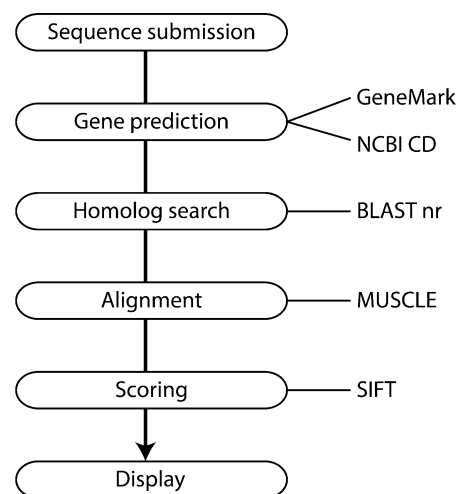 Sequence submission
Gene prediction
GeneMark
NCBI CD
Homolog search
BLAST nr
Alignment
MUSCLE
Scoring
SIFT
Display